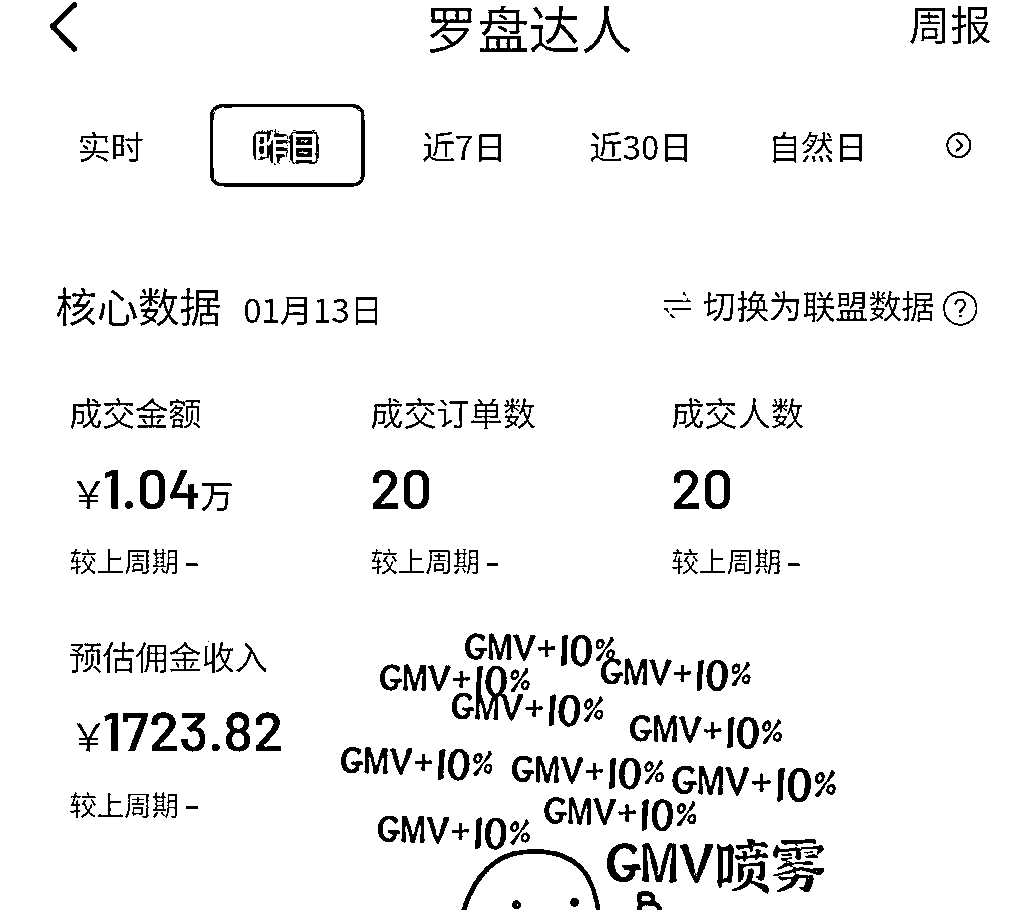 罗盘达人 周报
实时 昨日 近7日 近30日 自然日
核心数据 01月13日 切换为联盟数据 ?
成交金额 成交订单数 成交人数
¥1.04万 20 20
较上周期 - 较上周期 - 较上周期 -
预估佣金收入
¥1723.82
较上周期 -
GMV+10%
GMV+10%
GMV+10%
GMV+10%
GMV+10%
GMV+10%
GMV+10%
GMV+10%
GMV+10%
GMV+10%
GMV喷雾